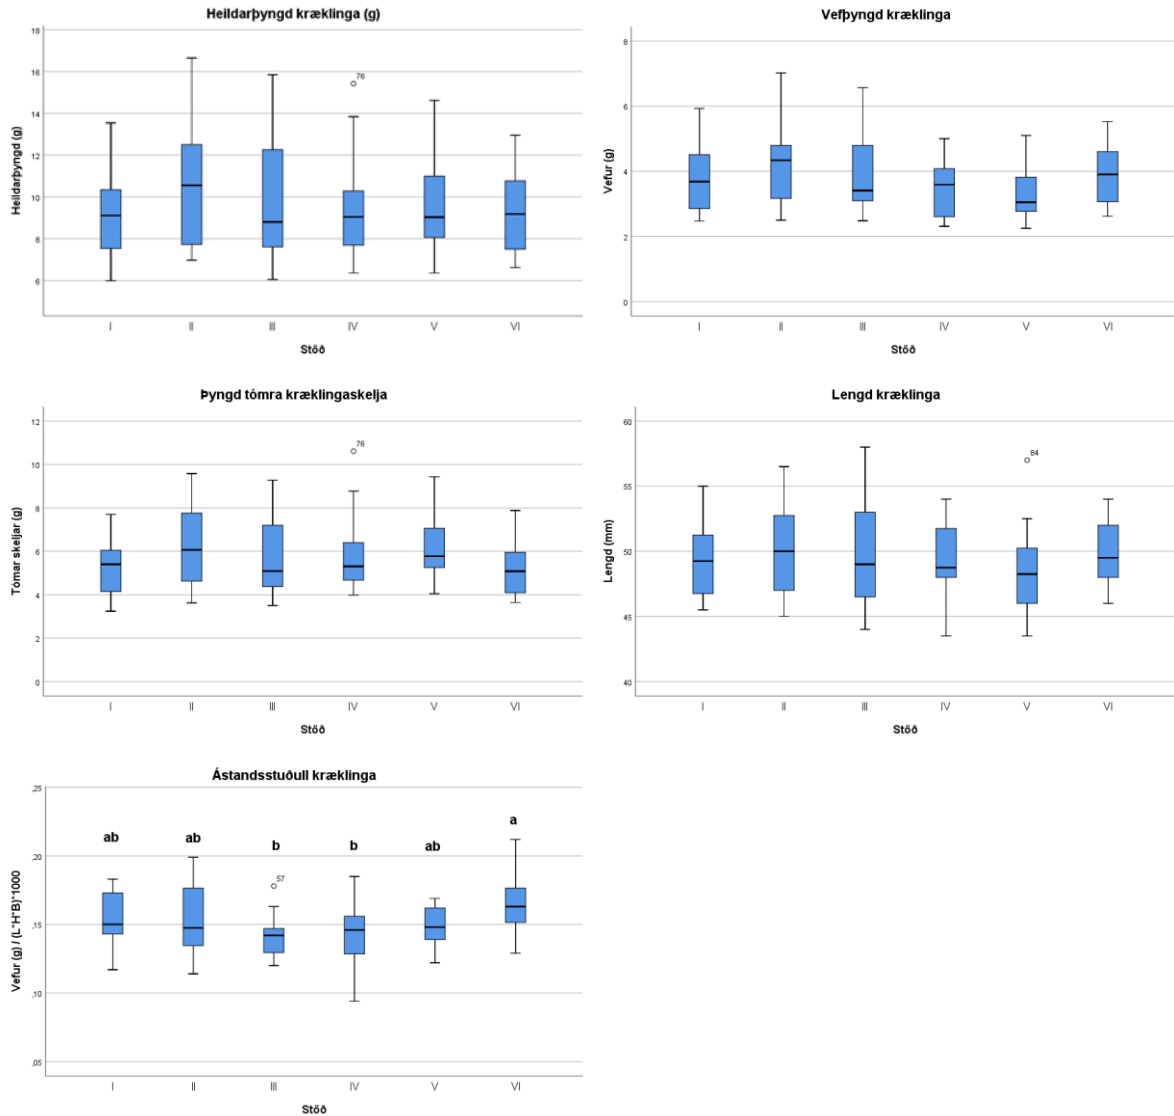 Heildarþyngd kræklinga (g)
Heildarþyngd (g)
18
16
14
12
10
8
6
76
I II III IV V VI
Stöð
Vefþyngd kræklinga
Vefur (g)
8
6
4
2
0
I II III IV V VI
Stöð
Þyngd tómra kræklingaskelja
Tómar skeljar (g)
12
10
8
6
4
2
0
76
I II III IV V VI
Stöð
Lengd kræklinga
Lengd (mm)
60
55
50
45
40
84
I II III IV V VI
Stöð
Ástandsstuðull kræklinga
Vefur (g) / (L*H*B)*1000
,25
,20
,15
,10
,05
ab ab b b ab a
57
I II III IV V VI
Stöð